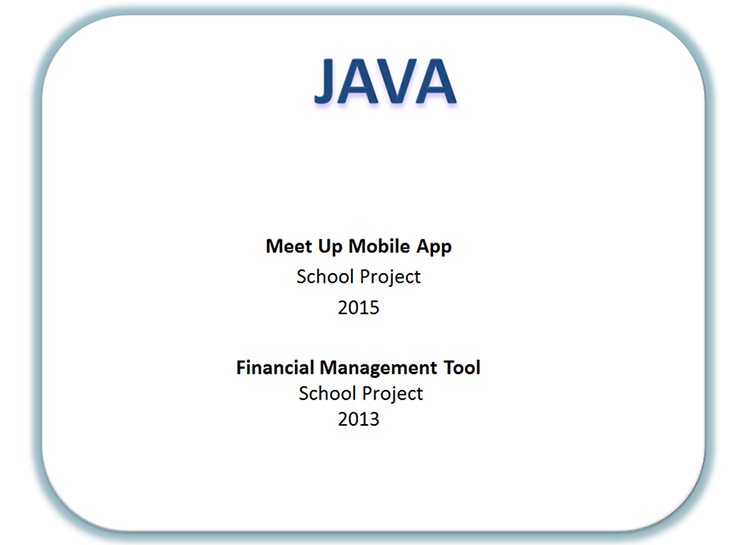 JAVA
Meet Up Mobile App
School Project
2015
Financial Management Tool
School Project
2013